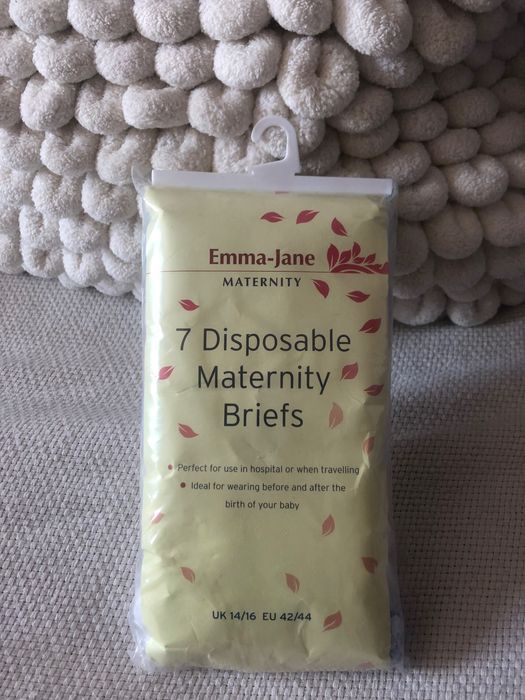 Emma-Jane
MATERNITY
7 Disposable
Maternity
Briefs
• Perfect for use in hospital or when travelling
• Ideal for wearing before and after the
birth of your baby
UK 14/16 EU 42/44